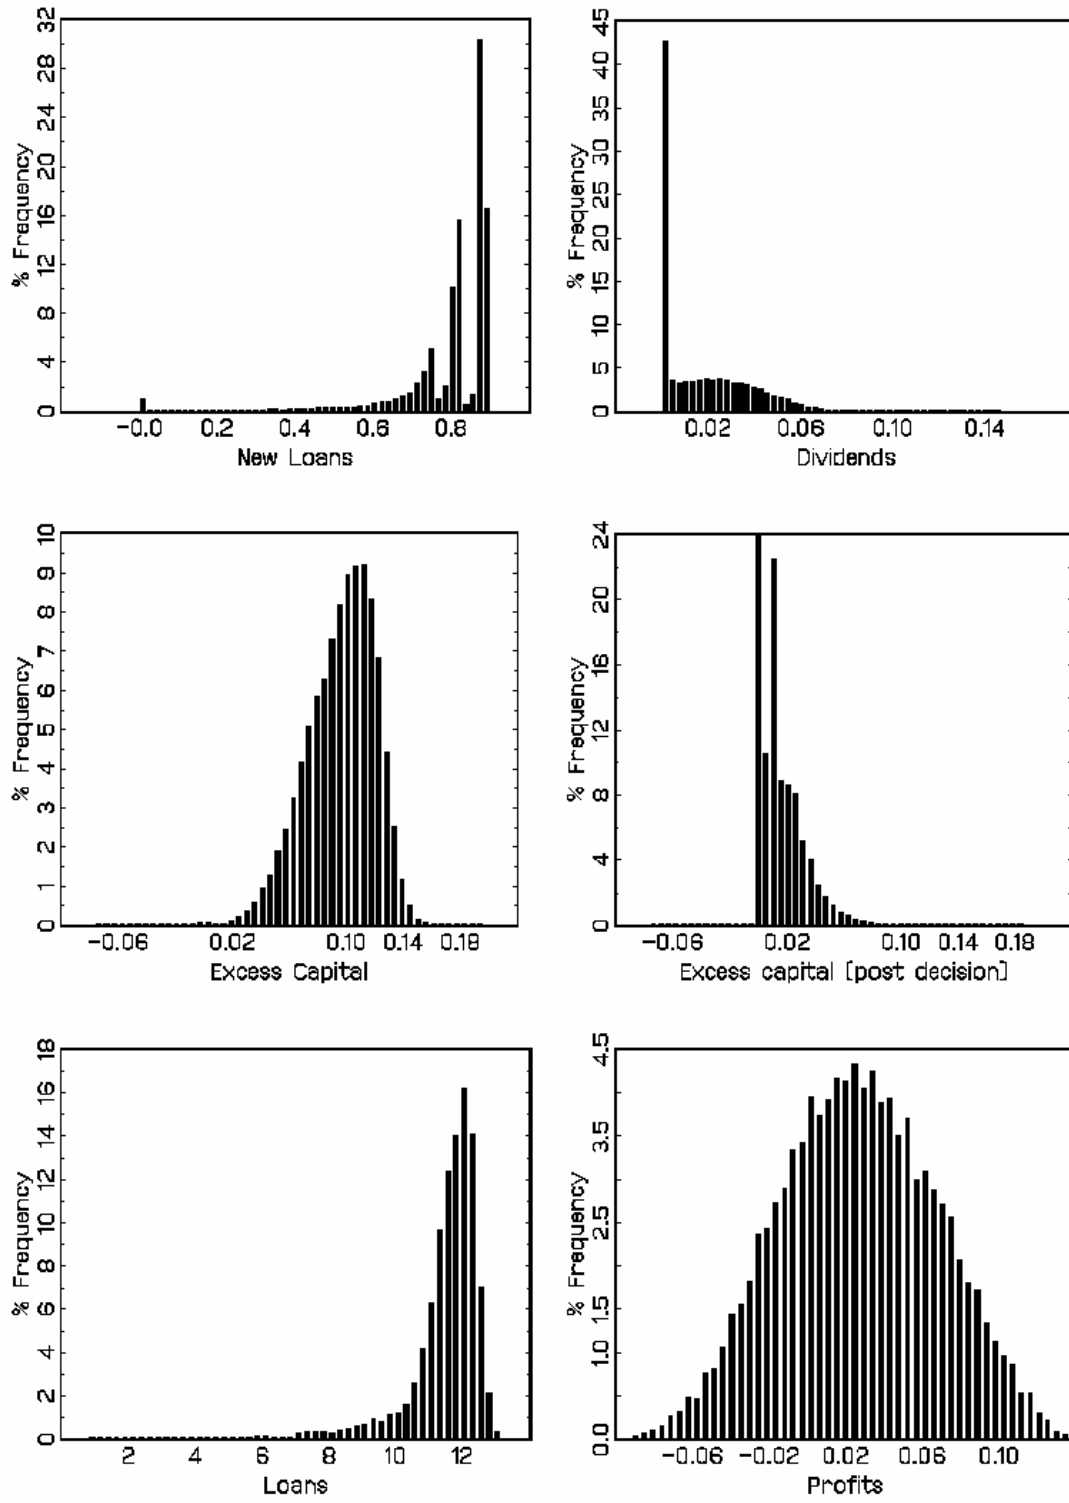 32
28
24
20
16
12
8
4
0
% Frequency
-0.0 0.2 0.4 0.6 0.8
New Loans
45
40
35
30
25
20
15
10
5
0
% Frequency
0.02 0.06 0.10 0.14
Dividends
10
9
8
7
6
5
4
3
2
1
0
% Frequency
-0.06 0.02 0.10 0.14 0.18
Excess Capital
24
20
16
12
8
4
0
% Frequency
-0.06 0.02 0.10 0.14 0.18
Excess capital [post decision]
18
16
14
12
10
8
6
4
2
0
% Frequency
2 4 6 8 10 12
Loans
4.5
3.5
2.5
1.5
1.0
0.0
% Frequency
-0.06 -0.02 0.02 0.06 0.10
Profits